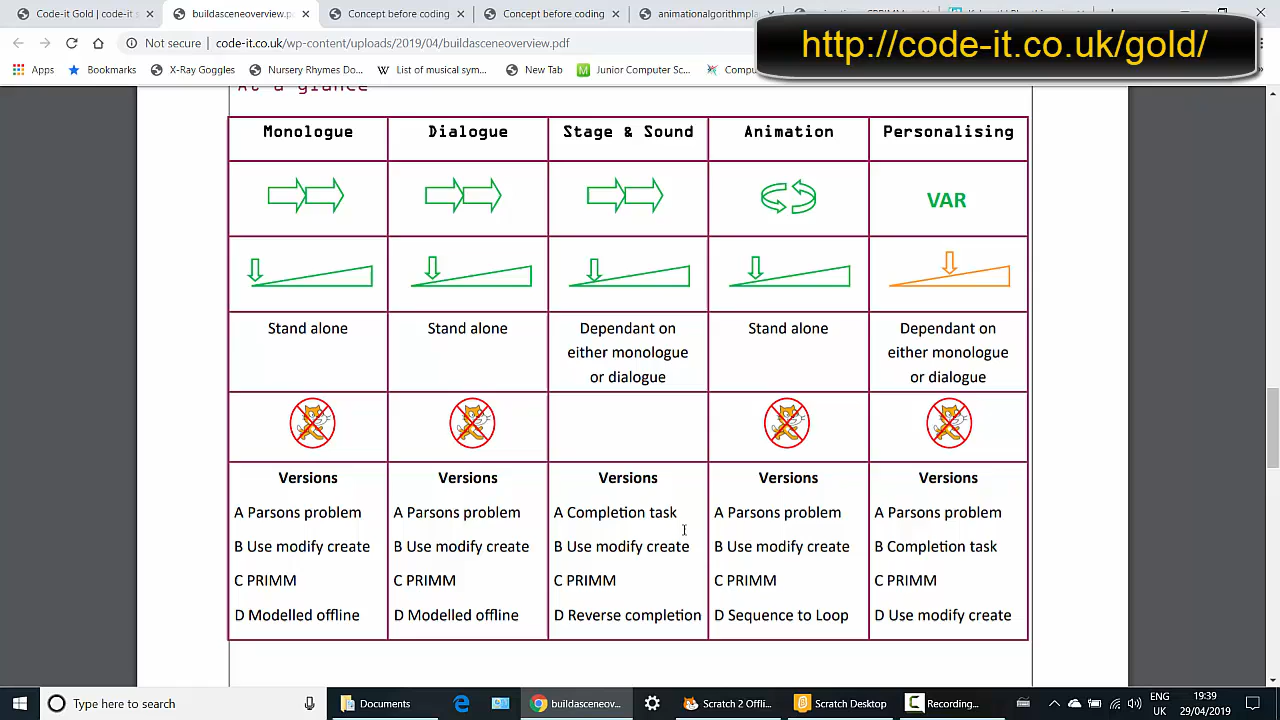 Code-it Gold | code-it s
buildasceneoverview.p
Concept before coding
Concept before coding
animationalgorithmpla
Not secure
code-it.co.uk/wp-content/uploads/2019/04/buildasceneoverview.pdf
http://code-it.co.uk/gold/
Apps
Bookmarks
X-Ray Goggles
Nursery Rhymes Do
List of musical sym
New Tab
Junior Computer Sc
Compu
At a glance
Monologue
Dialogue
Stage & Sound
Animation
Personalising
VAR
Stand alone
Stand alone
Dependant on
either monologue
or dialogue
Stand alone
Dependant on
either monologue
or dialogue
Versions
A Parsons problem
B Use modify create
C PRIMM
D Modelled offline
Versions
A Parsons problem
B Use modify create
C PRIMM
D Modelled offline
Versions
A Completion task
B Use modify create
C PRIMM
D Reverse completion
Versions
A Parsons problem
B Use modify create
C PRIMM
D Sequence to Loop
Versions
A Parsons problem
B Completion task
C PRIMM
D Use modify create
Type here to search
Documents
buildasceneov...
Scratch 2 Offli...
Scratch Desktop
Recording...
ENG
UK
19:39
29/04/2019